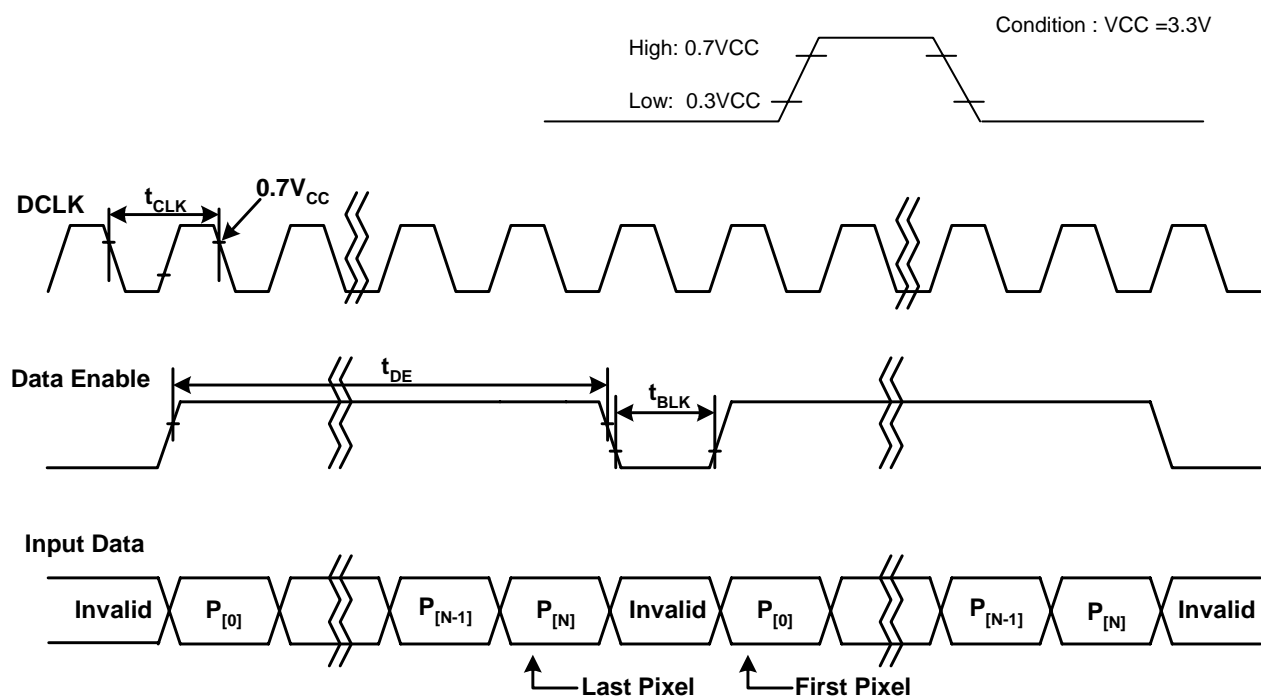 Condition : VCC =3.3V
High: 0.7VCC
Low: 0.3VCC
DCLK
tCLK
0.7VCC
Data Enable
tDE
tBLK
Input Data
Invalid P[0] P[N-1] P[N] Invalid P[0] P[N-1] P[N] Invalid
Last Pixel First Pixel